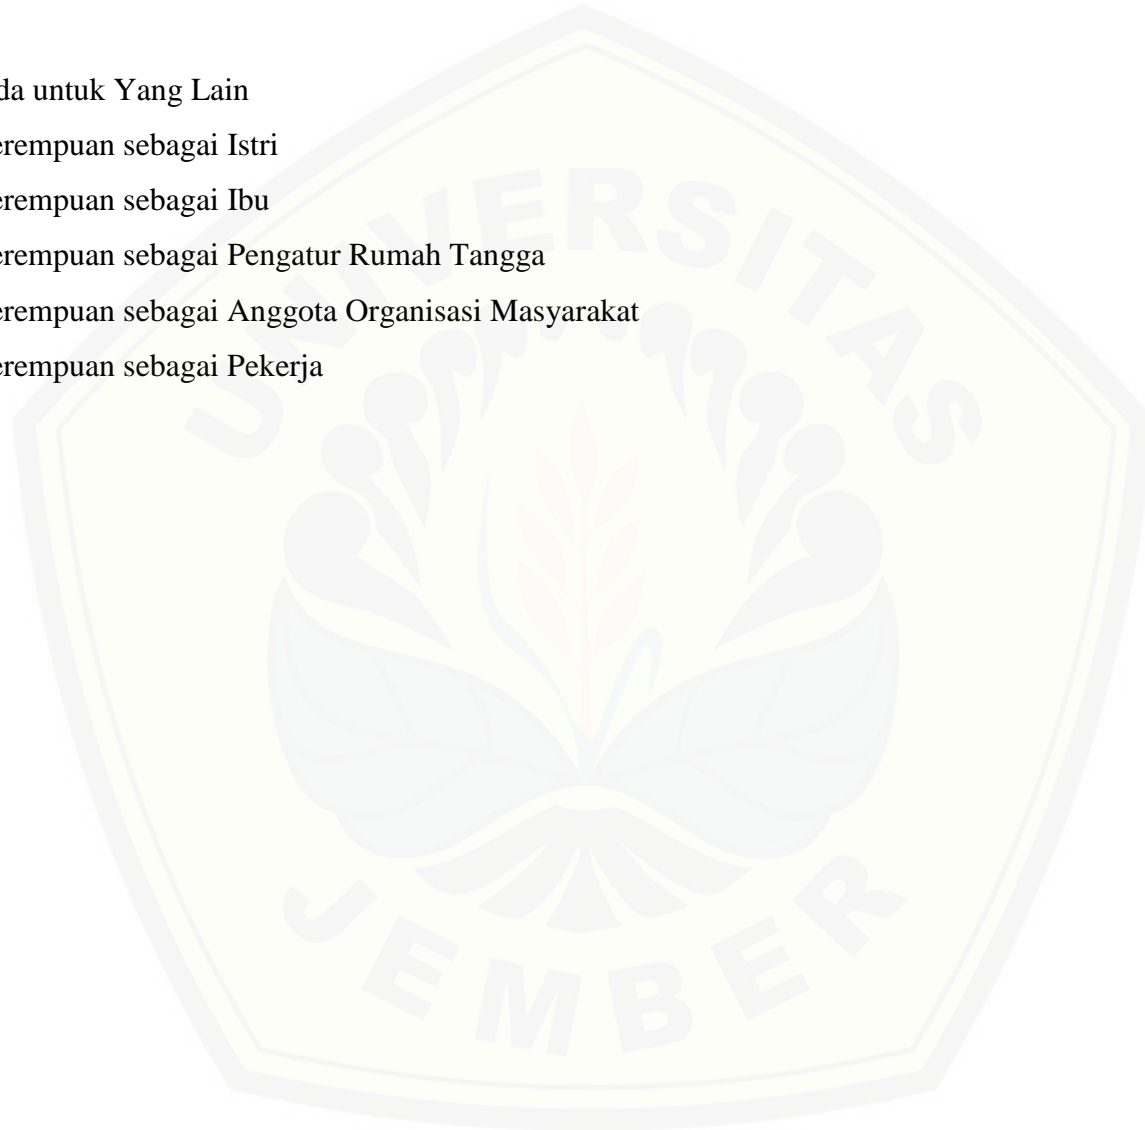 da untuk Yang Lain
erempuan sebagai Istri
erempuan sebagai Ibu
erempuan sebagai Pengatur Rumah Tangga
erempuan sebagai Anggota Organisasi Masyarakat
erempuan sebagai Pekerja
UNIVERSITAS
JEMBER